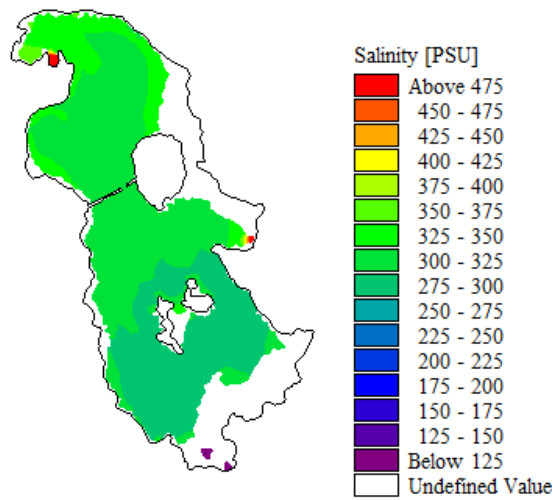 Salinity [PSU]
Above 475
450 - 475
425 - 450
400 - 425
375 - 400
350 - 375
325 - 350
300 - 325
275 - 300
250 - 275
225 - 250
200 - 225
175 - 200
150 - 175
125 - 150
Below 125
Undefined Value